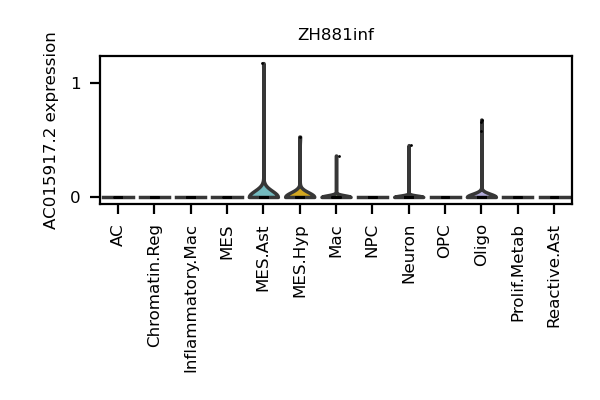 ZH881inf
AC015917.2 expression
1
0
AC
Chromatin.Reg
Inflammatory.Mac
MES
MES.Ast
MES.Hyp
Mac
NPC
Neuron
OPC
Oligo
Prolif.Metab
Reactive.Ast